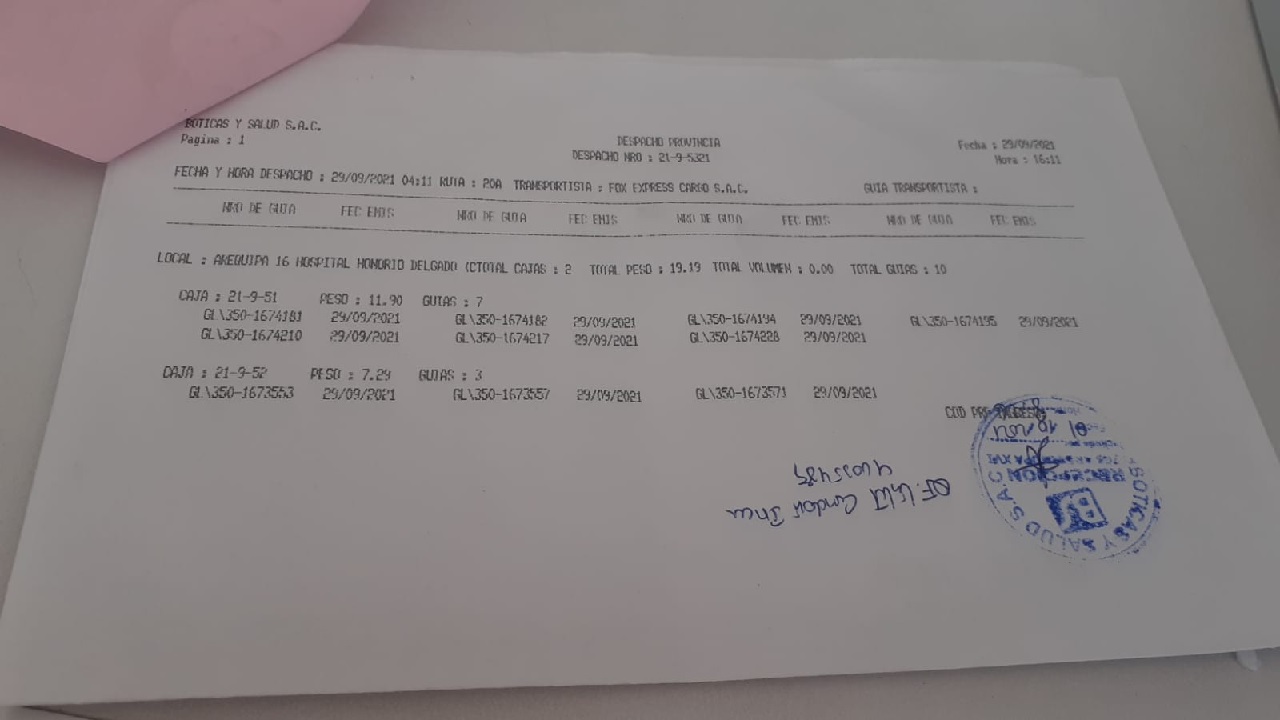 BOTICAS Y SALUD S.A.C.
Pagina : 1
DESPACHO PROVINCIA
DESPACHO NRO : 21-9-5321
Fecha : 29/09/2021
Hora : 16:11
FECHA Y HORA DESPACHO : 29/09/2021 04:11 RUTA : 20A TRANSPORTISTA : FOX EXPRESS CARGO S.A.C. GUIA TRANSPORTISTA :
NRO DE GUIA FEC EMIS NRO DE GUIA FEC EMIS NRO DE GUIA FEC EMIS NRO DE GUIA FEC EMIS
LOCAL : AREQUIPA 16 HOSPITAL HONORIO DELGADO (CTOTAL CAJAS : 2 TOTAL PESO : 19.19 TOTAL VOLUMEN : 0.00 TOTAL GUIAS : 10
CAJA : 21-9-51 PESO : 11.90 GUIAS : 7
GL\350-1674181 29/09/2021 GL\350-1674182 29/09/2021 GL\350-1674194 29/09/2021 GL\350-1674195 29/09/2021
GL\350-1674210 29/09/2021 GL\350-1674217 29/09/2021 GL\350-1674228 29/09/2021
CAJA : 21-9-52 PESO : 7.29 GUIAS : 3
GL\350-1673553 29/09/2021 GL\350-1673557 29/09/2021 GL\350-1673571 29/09/2021
COD
BOTICAS Y SALUD S.A.C.
RECEPCION